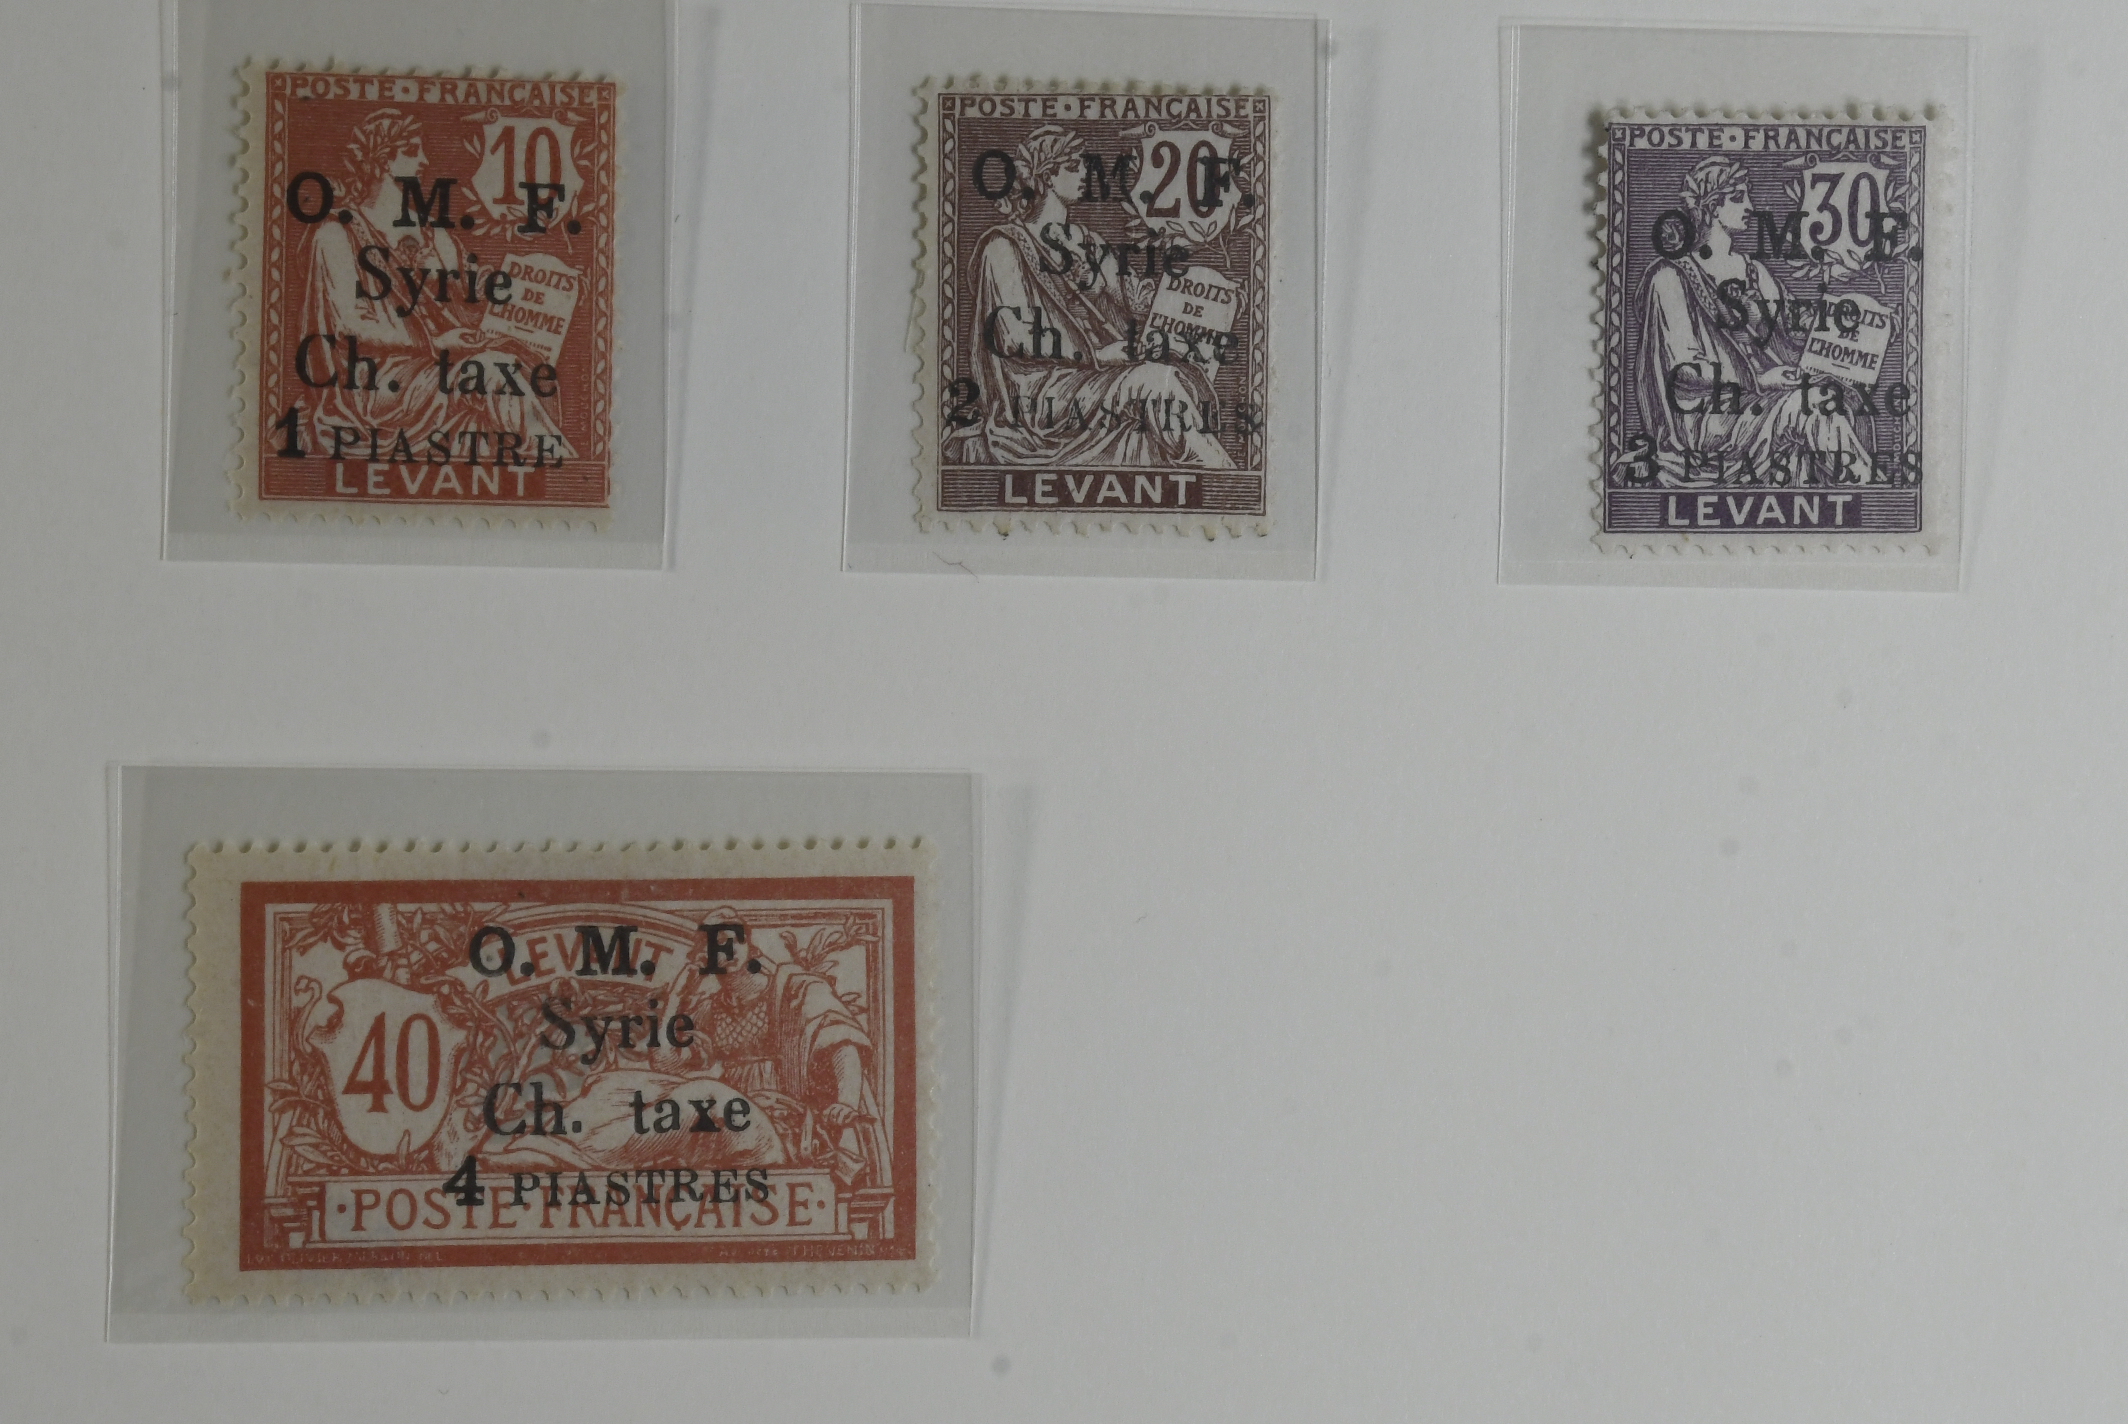 POSTE·FRANÇAISE
10
O. M. F.
Syrie
DROITS
DE
L'HOMME
Ch. taxe
1 PIASTRE
LEVANT
POSTE·FRANÇAISE
20
O. M. F.
Syrie
DROITS
DE
L'HOMME
Ch. taxe
2 PIASTRES
LEVANT
POSTE·FRANÇAISE
30
O. M. F.
Syrie
DROITS
DE
L'HOMME
Ch. taxe
3 PIASTRES
LEVANT
O. M. F.
LEVANT
Syrie
40
Ch. taxe
4 PIASTRES
·POSTE·FRANÇAISE·